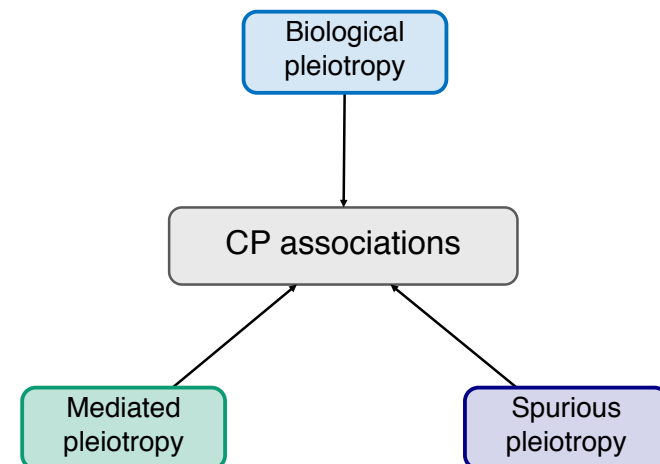 Biological
pleiotropy
CP associations
Mediated
pleiotropy
Spurious
pleiotropy